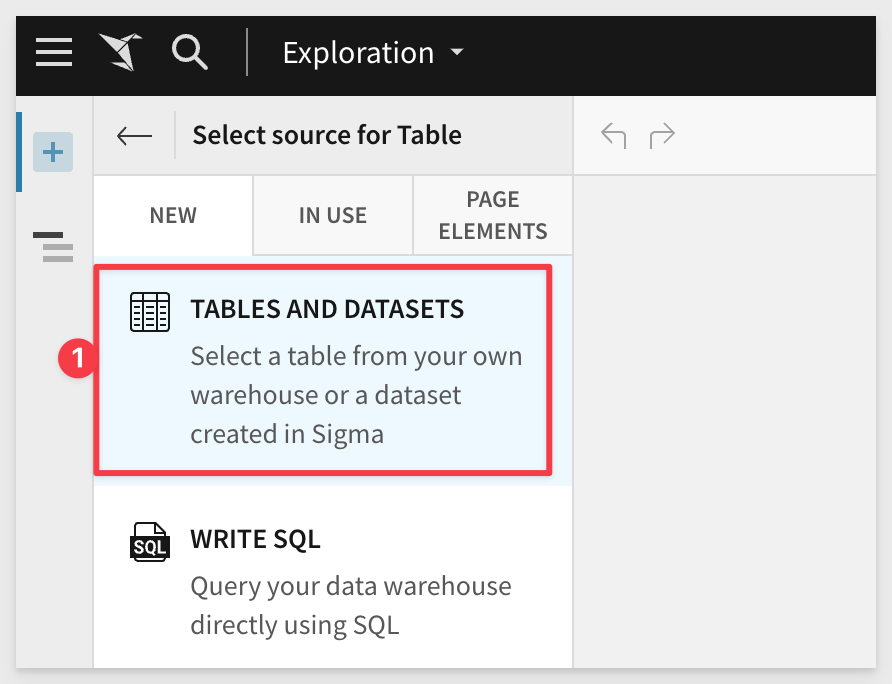 Exploration
Select source for Table
NEW
IN USE
PAGE
ELEMENTS
1
TABLES AND DATASETS
Select a table from your own
warehouse or a dataset
created in Sigma
SQL
WRITE SQL
Query your data warehouse
directly using SQL